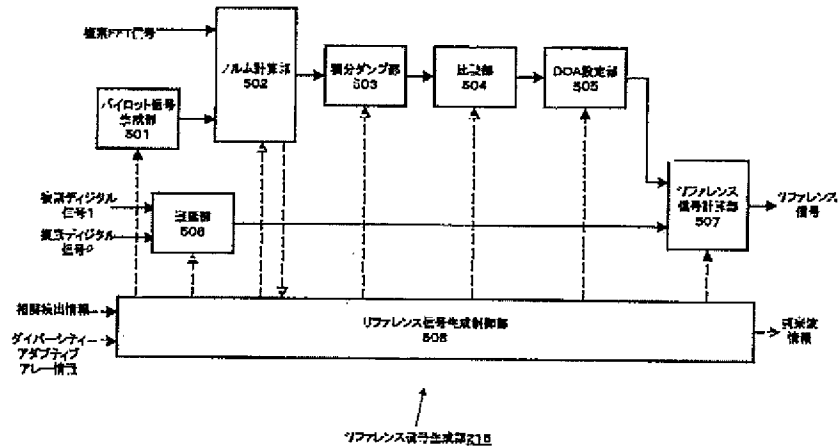 複素FFT信号
ノルム計算部
502
積分ダンプ部
503
比較部
504
DOA設定部
505
パイロット信号
生成部
501
複素ディジタル
信号1
複素ディジタル
信号2
506
リファレンス
信号計算部
507
リファレンス
信号
相関検出情報
ダイバーシティー
アダプティブ
アレー情報
リファレンス信号生成制御部
508
到来波
情報
リファレンス信号生成部216